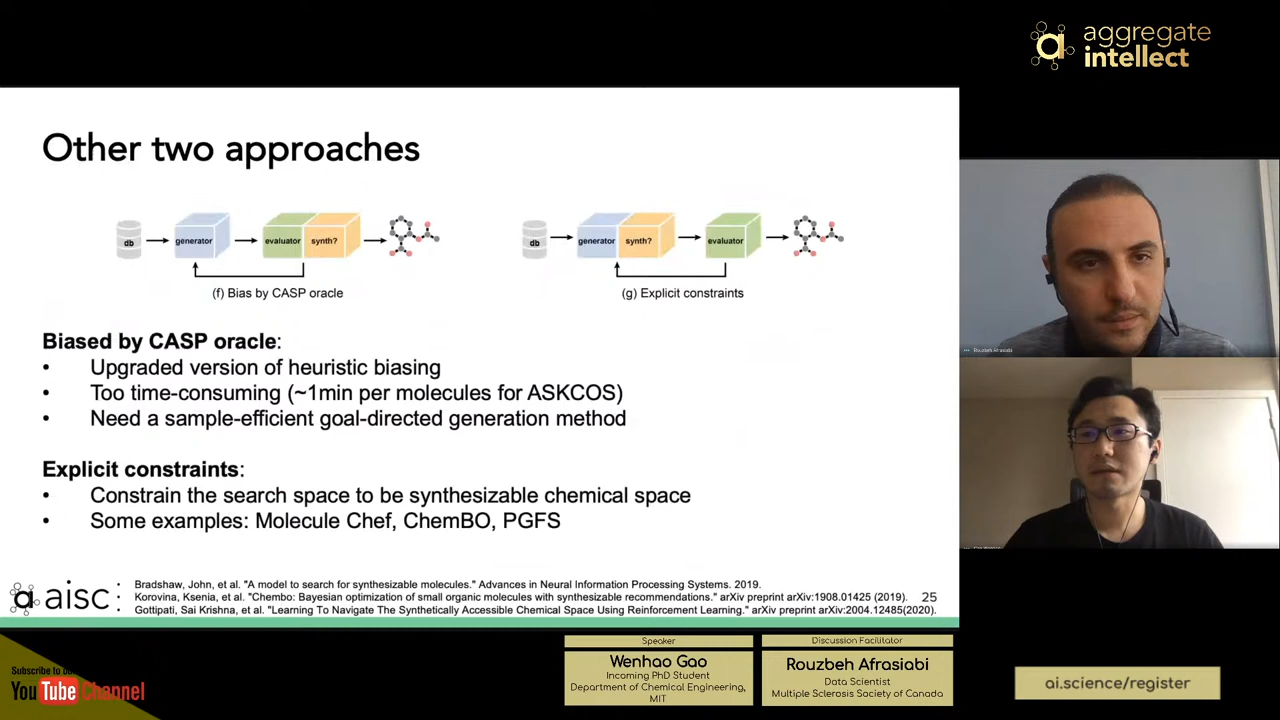 aggregate
intellect
Other two approaches
db
generator
evaluator
synth?
(f) Bias by CASP oracle
db
generator
synth?
evaluator
(g) Explicit constraints
Biased by CASP oracle:
• Upgraded version of heuristic biasing
• Too time-consuming (~1min per molecules for ASKCOS)
• Need a sample-efficient goal-directed generation method
Explicit constraints:
• Constrain the search space to be synthesizable chemical space
• Some examples: Molecule Chef, ChemBO, PGFS
Rouzbeh Afrasiabi
aisc
• Bradshaw, John, et al. "A model to search for synthesizable molecules." Advances in Neural Information Processing Systems. 2019.
• Korovina, Ksenia, et al. "Chembo: Bayesian optimization of small organic molecules with synthesizable recommendations." arXiv preprint arXiv:1908.01425 (2019).
• Gottipati, Sai Krishna, et al. "Learning To Navigate The Synthetically Accessible Chemical Space Using Reinforcement Learning." arXiv preprint arXiv:2004.12485(2020).
25
Subscribe to
YouTube Channel
Speaker
Wenhao Gao
Incoming PhD Student
Department of Chemical Engineering,
MIT
Discussion Facilitator
Rouzbeh Afrasiabi
Data Scientist
Multiple Sclerosis Society of Canada
ai.science/register